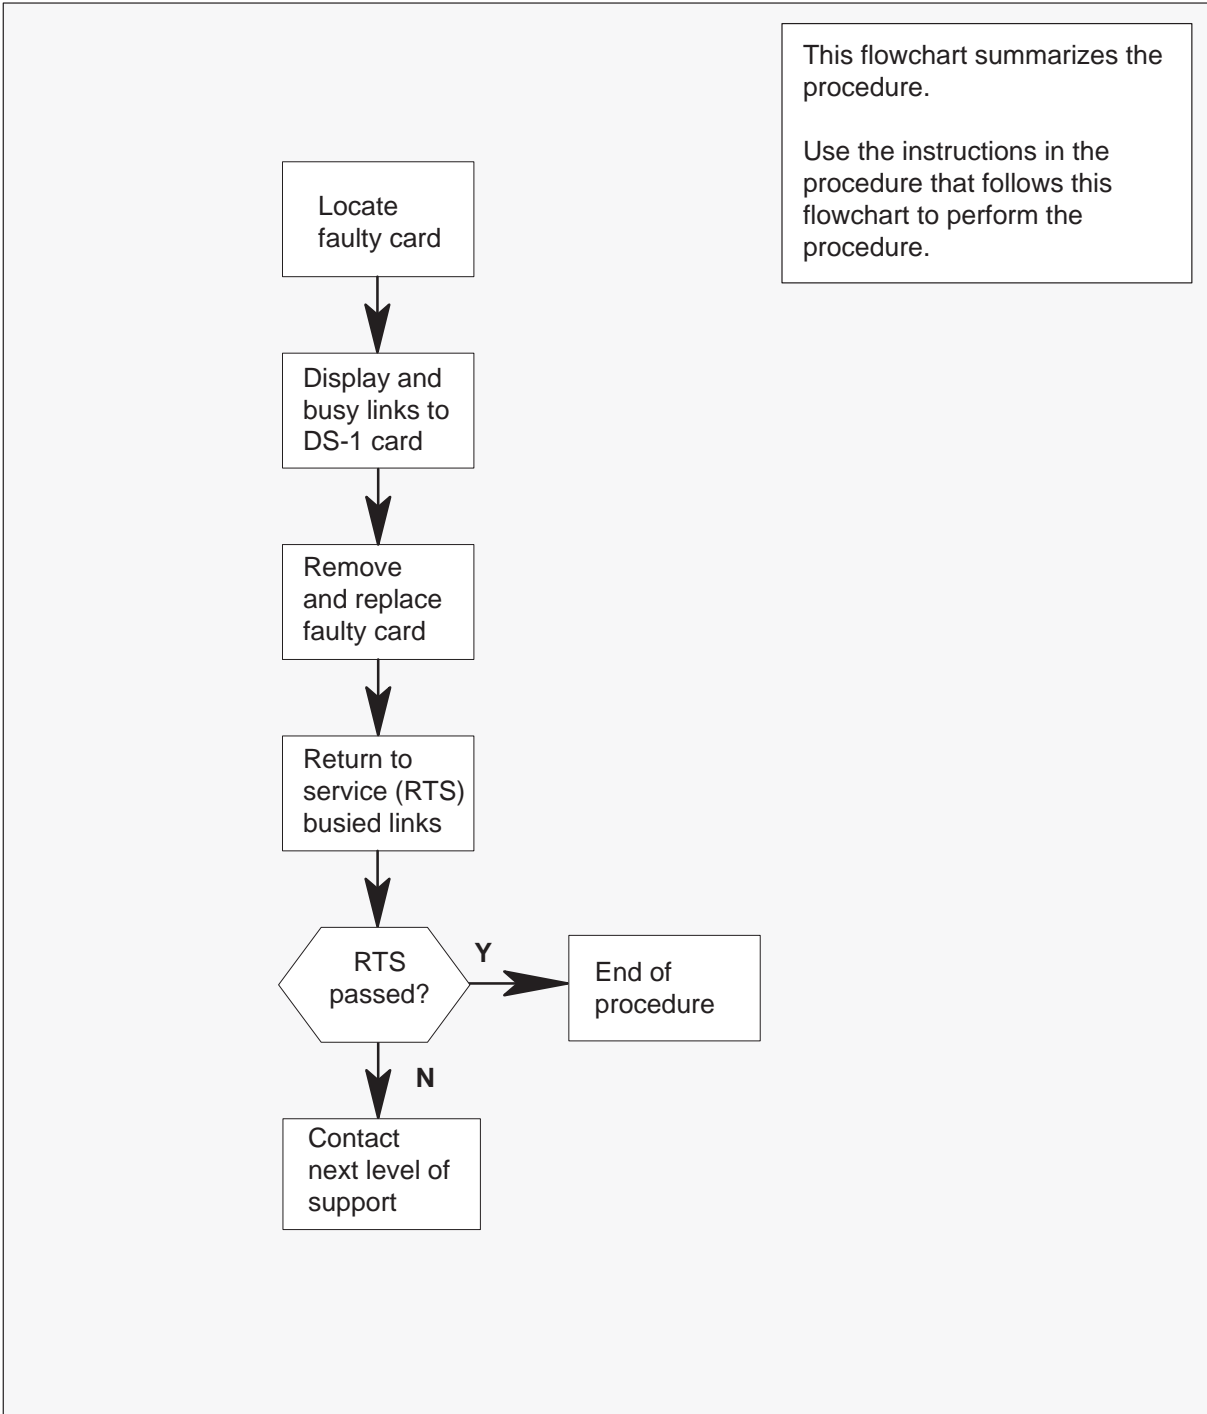 This flowchart summarizes the
procedure.
Use the instructions in the
procedure that follows this
flowchart to perform the
procedure.
Locate
faulty card
Display and
busy links to
DS-1 card
Remove
and replace
faulty card
Return to
service (RTS)
busied links
RTS
passed?
Y
End of
procedure
N
Contact
next level of
support